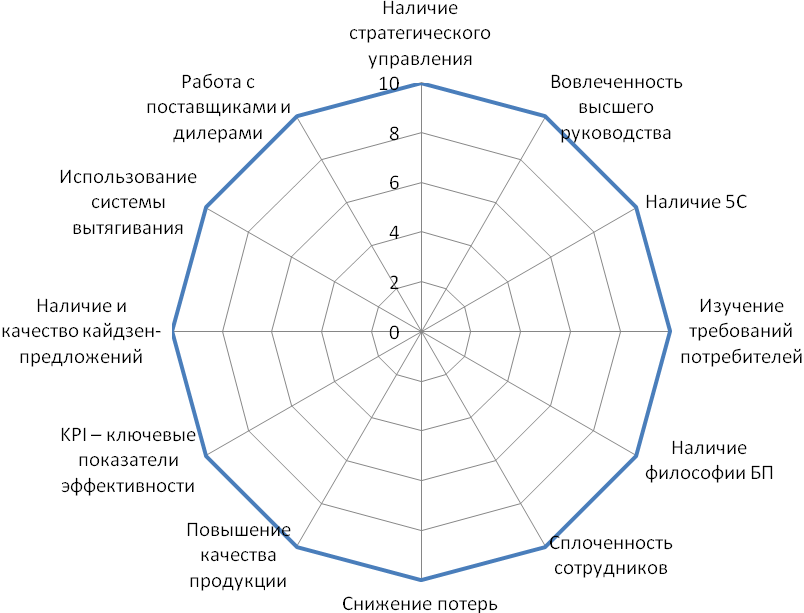 Наличие
стратегического
управления
Вовлеченность
высшего
руководства
Наличие 5С
Изучение
требований
потребителей
Наличие
философии БП
Сплоченность
сотрудников
Снижение потерь
Повышение
качества
продукции
KPI – ключевые
показатели
эффективности
Наличие и
качество кайдзен-
предложений
Использование
системы
вытягивания
Работа с
поставщиками и
дилерами
10
8
6
4
2
0